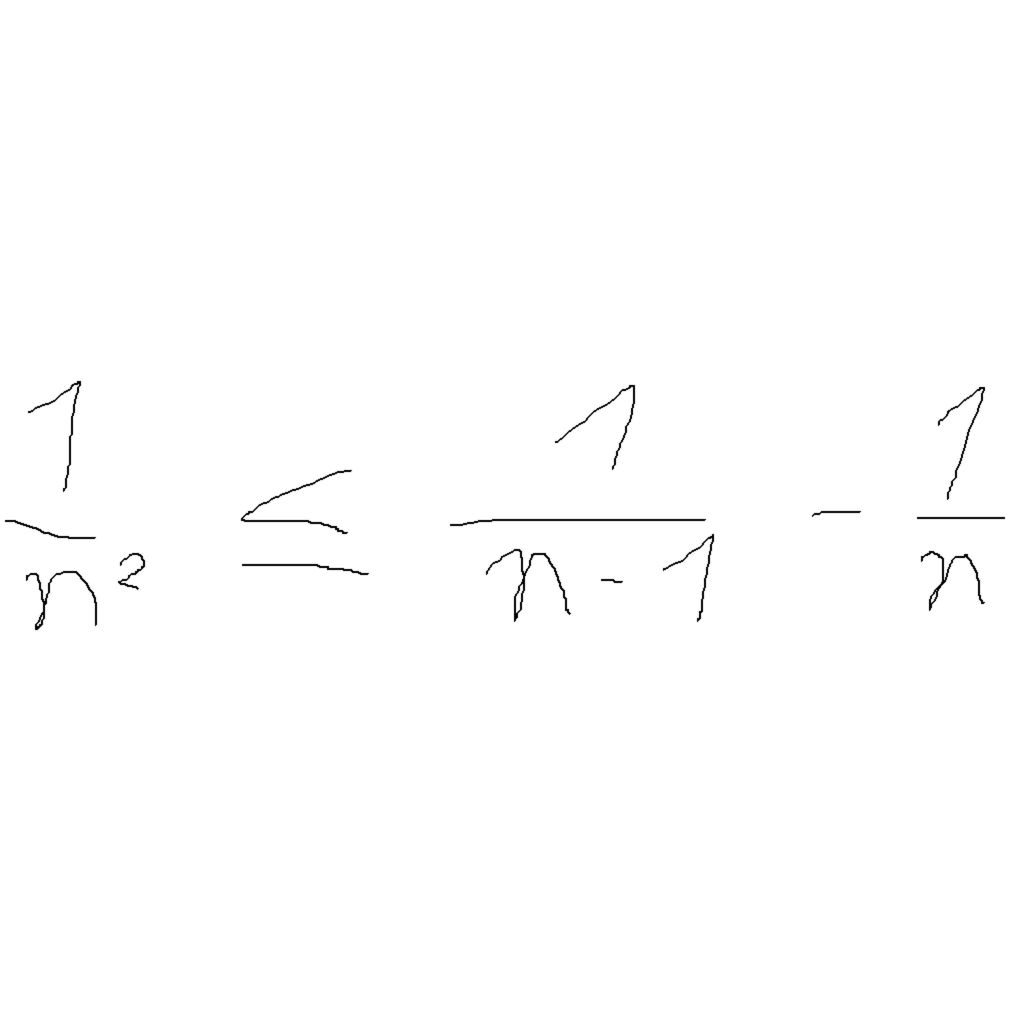 1/n² ≤ 1/(n-1) - 1/n